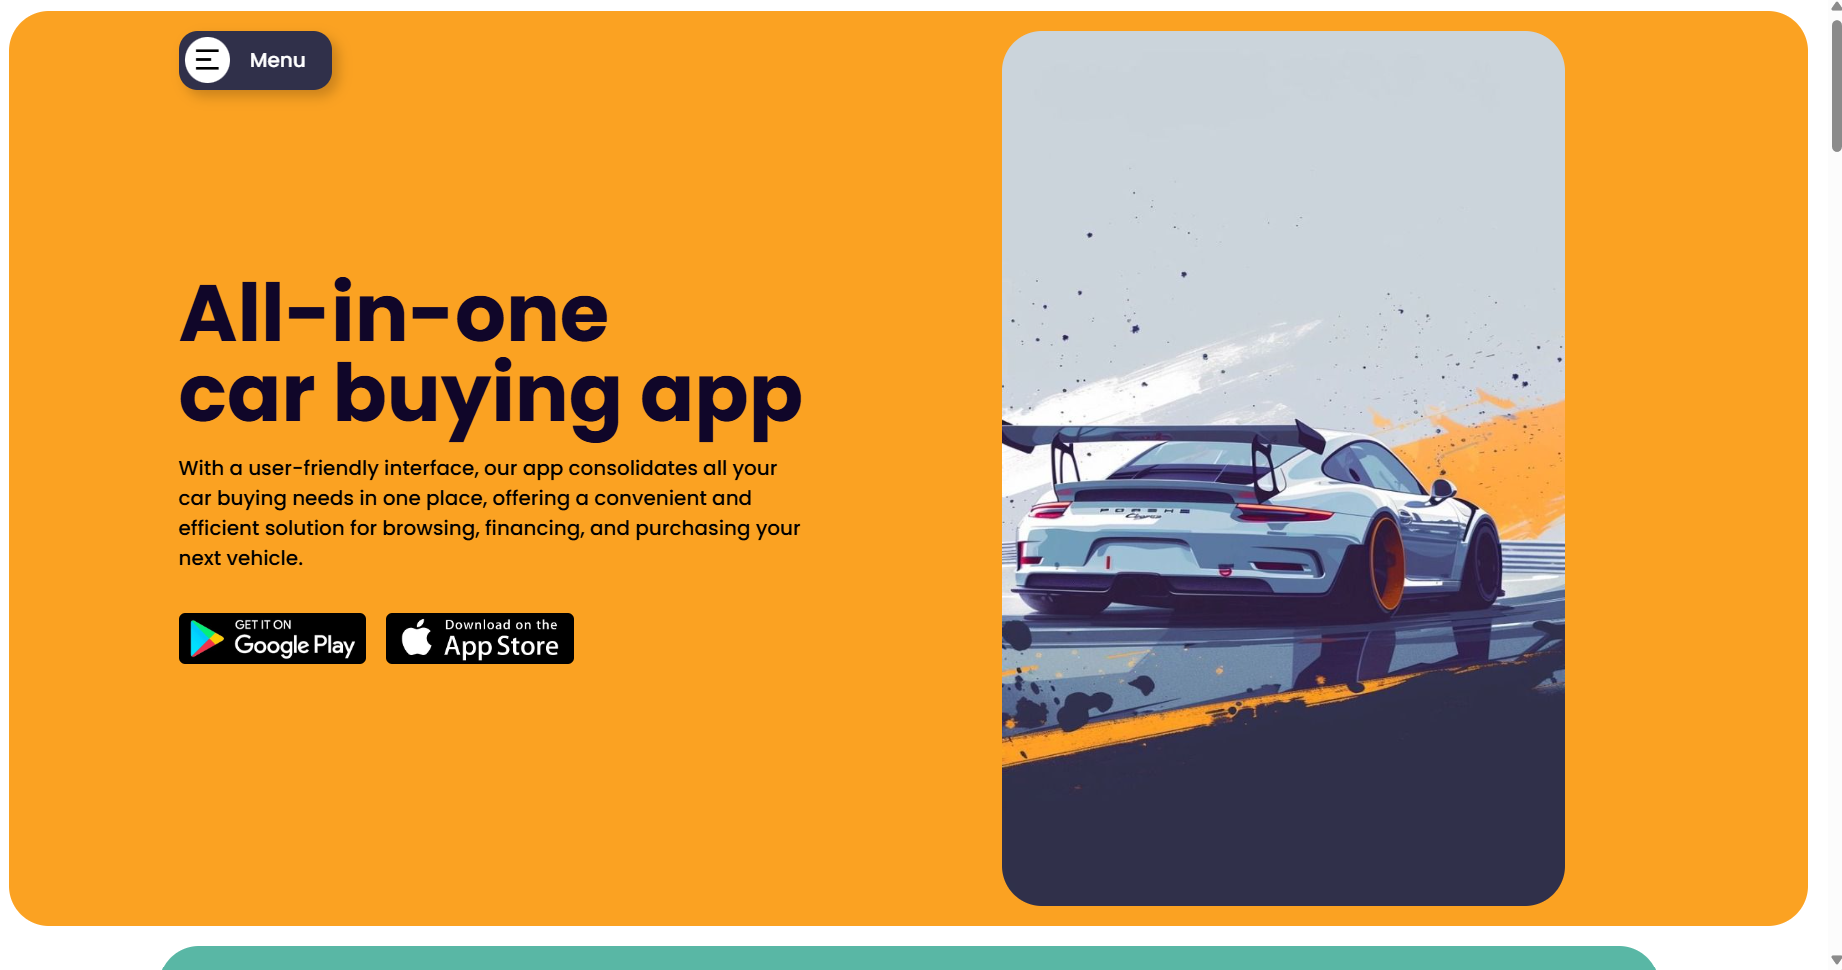 Menu
All-in-one
car buying app
With a user-friendly interface, our app consolidates all your
car buying needs in one place, offering a convenient and
efficient solution for browsing, financing, and purchasing your
next vehicle.
GET IT ON
Google Play
Download on the
App Store